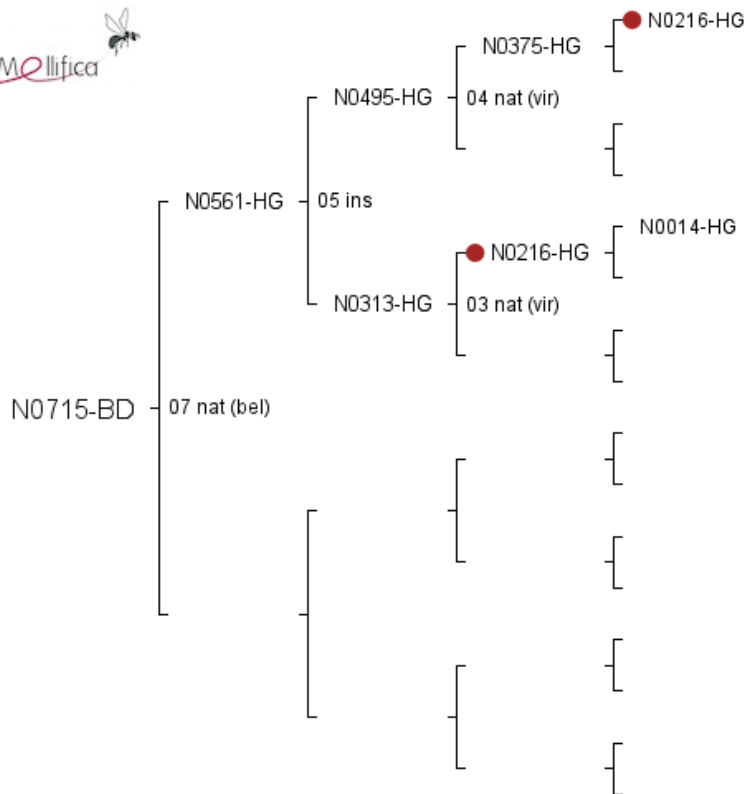 Mellifica
N0216-HG
N0375-HG
N0495-HG
04 nat (vir)
N0561-HG
05 ins
N0014-HG
N0216-HG
N0313-HG
03 nat (vir)
N0715-BD
07 nat (bel)